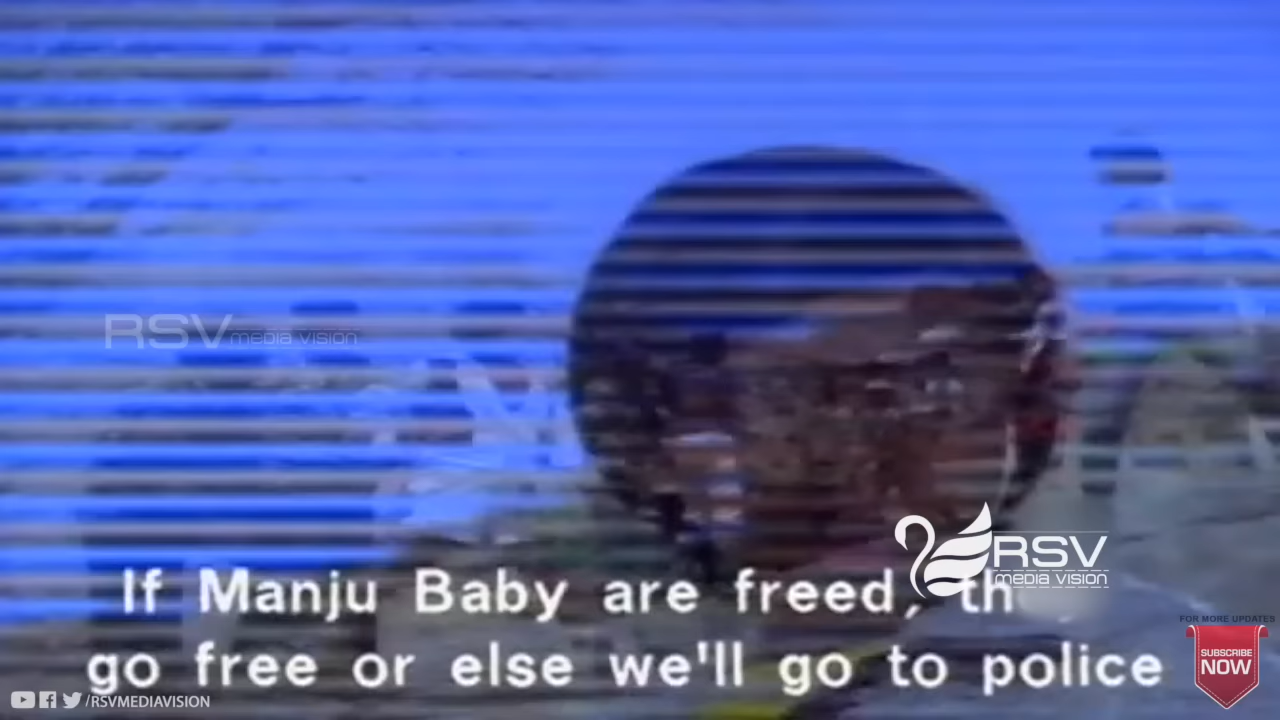 RSV media vision
RSV
media vision
If Manju Baby are freed, th
go free or else we'll go to police
FOR MORE UPDATES
SUBSCRIBE
NOW
/RSVMEDIAVISION